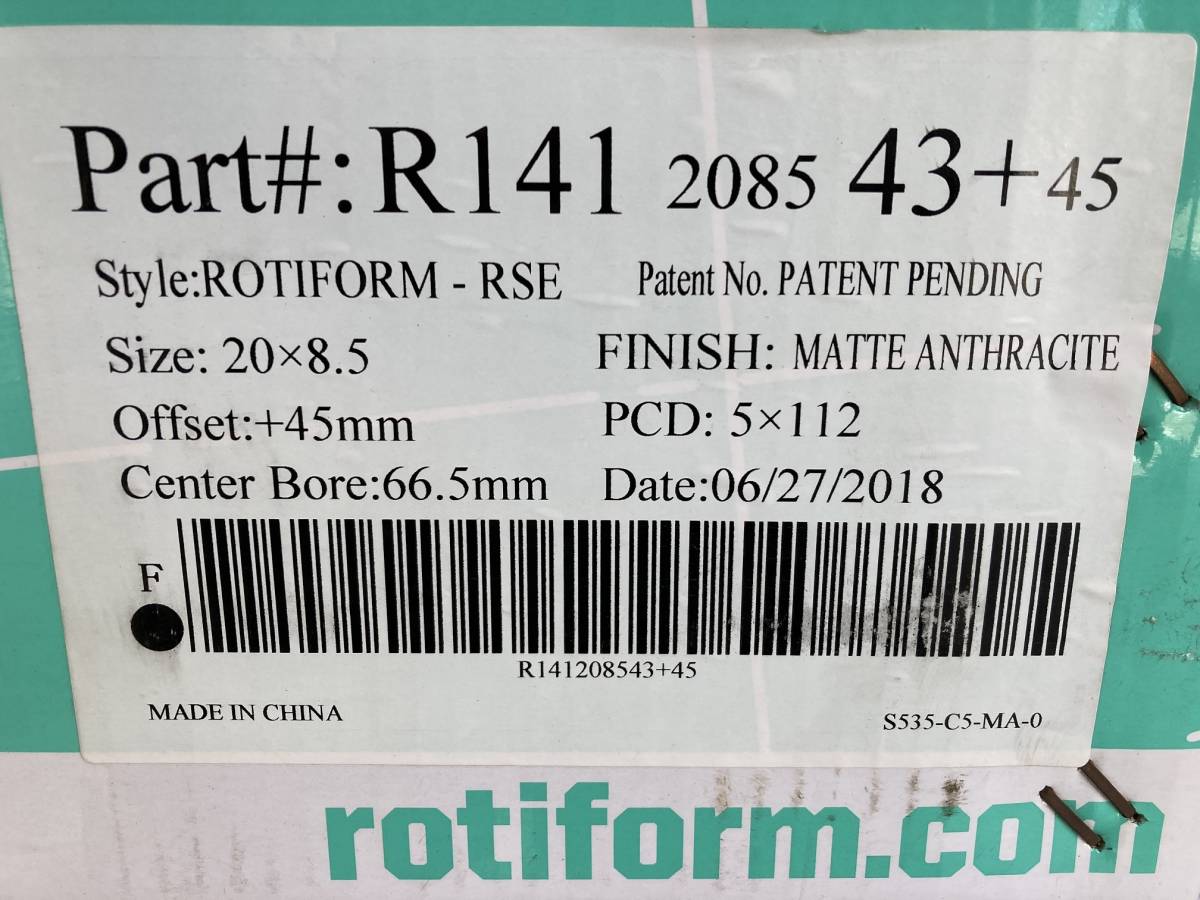 Part#: R141 2085 43+45
Style:ROTIFORM - RSE Patent No. PATENT PENDING
Size: 20×8.5 FINISH: MATTE ANTHRACITE
Offset:+45mm PCD: 5×112
Center Bore:66.5mm Date:06/27/2018
F
R141208543+45
MADE IN CHINA S535-C5-MA-0
rotiform.com